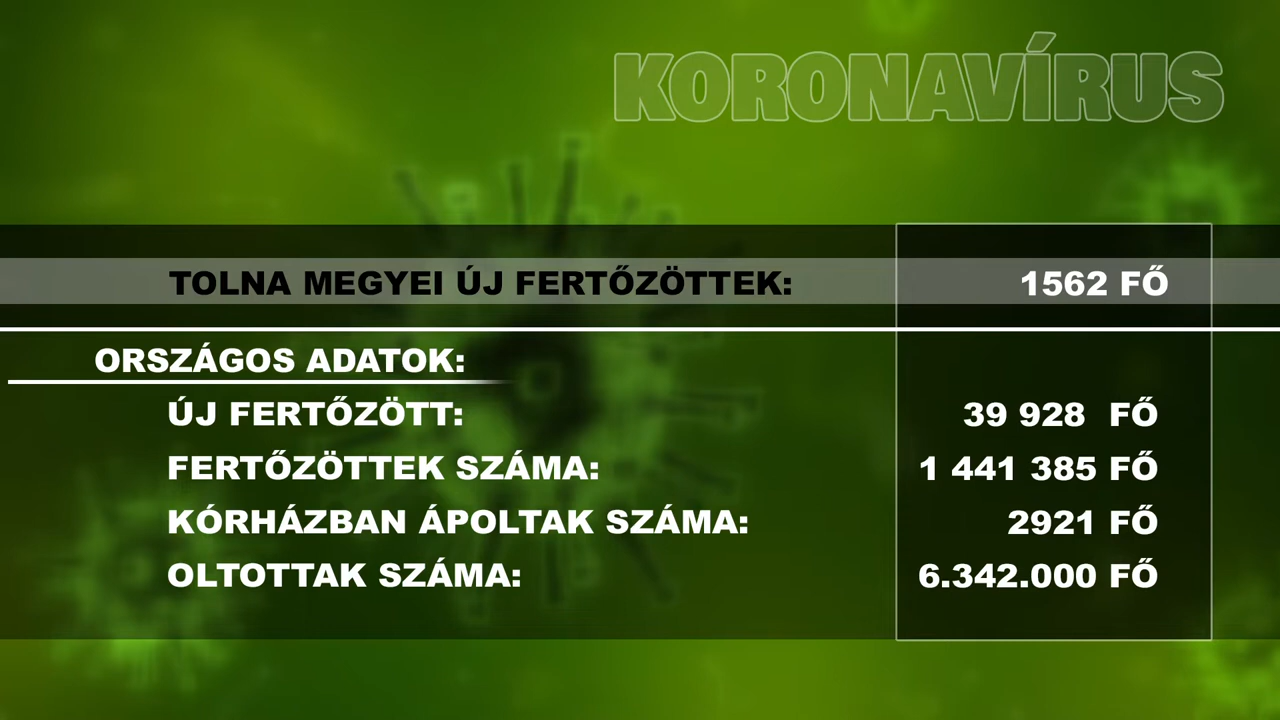 KORONAVÍRUS
TOLNA MEGYEI ÚJ FERTŐZÖTTEK: 1562 FŐ
ORSZÁGOS ADATOK:
ÚJ FERTŐZÖTT: 39 928 FŐ
FERTŐZÖTTEK SZÁMA: 1 441 385 FŐ
KÓRHÁZBAN ÁPOLTAK SZÁMA: 2921 FŐ
OLTOTTAK SZÁMA: 6.342.000 FŐ